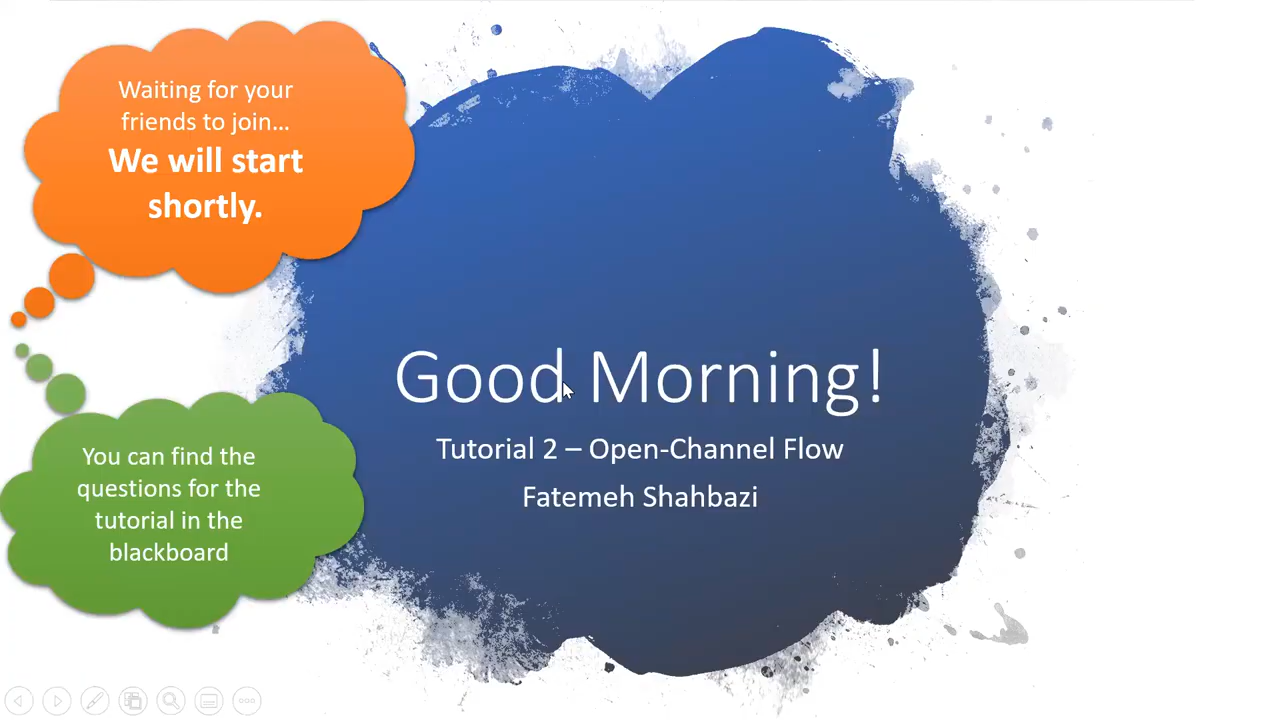 Waiting for your
friends to join...
We will start
shortly.
Good Morning!
Tutorial 2 – Open-Channel Flow
Fatemeh Shahbazi
You can find the
questions for the
tutorial in the
blackboard